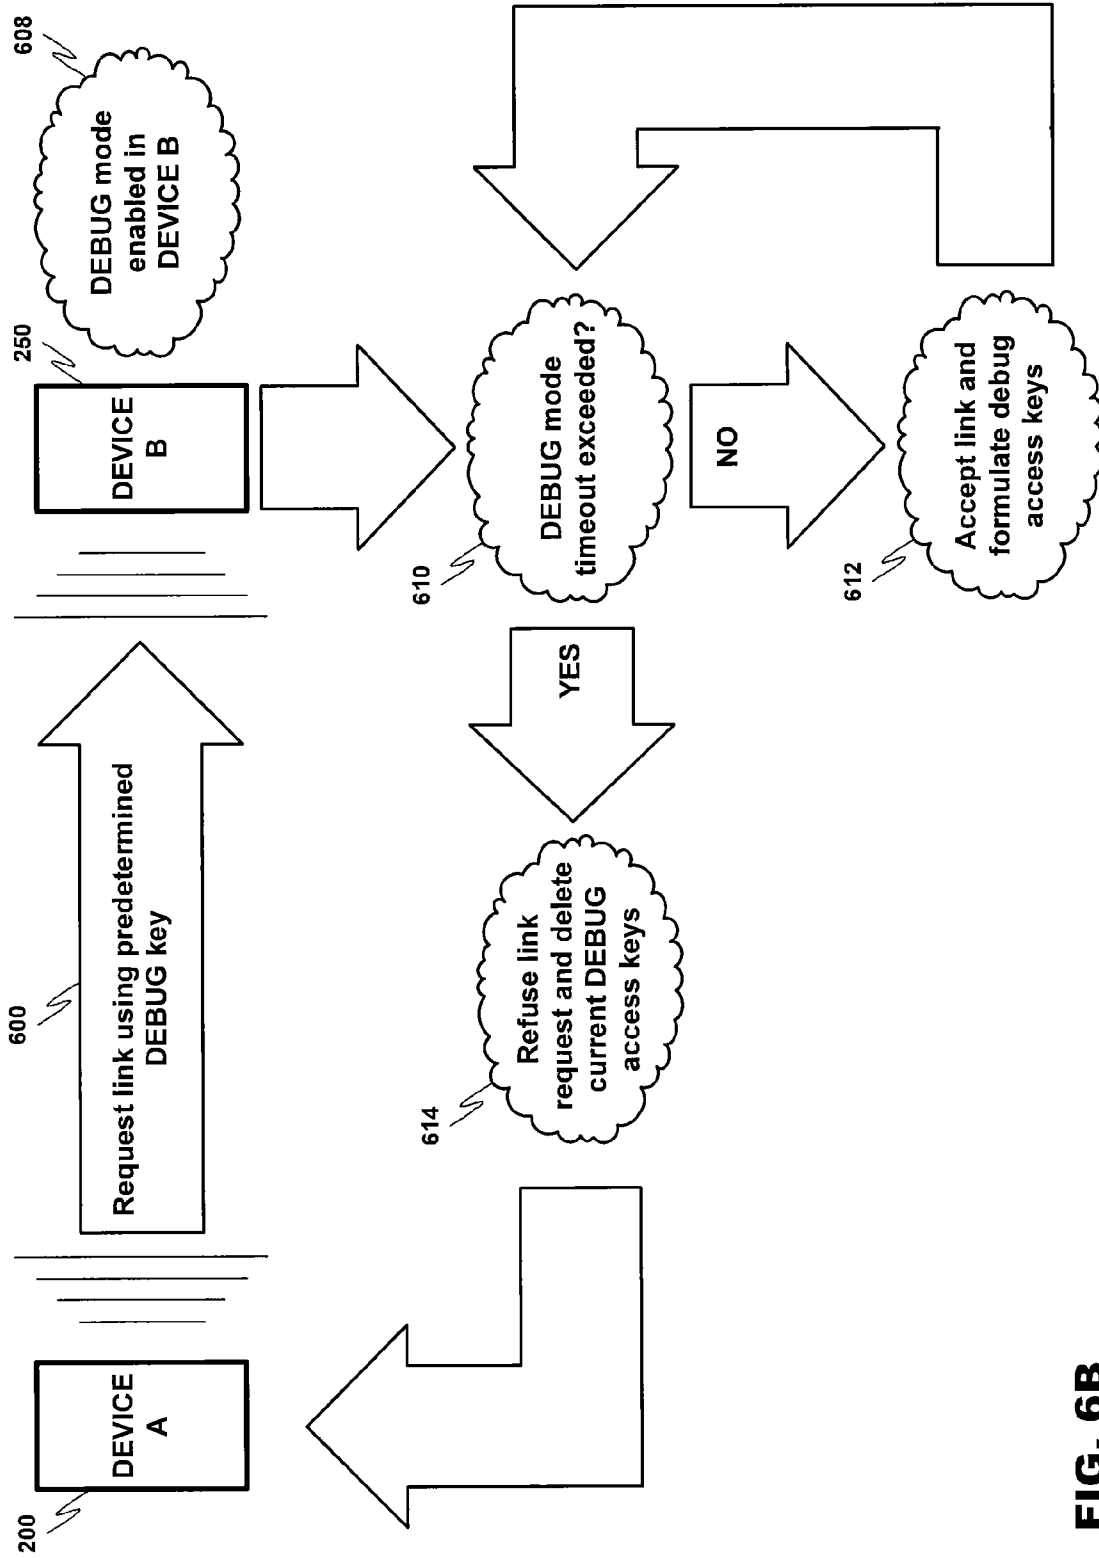 200
DEVICE
A
600
Request link using predetermined
DEBUG key
250
DEVICE
B
608
DEBUG mode
enabled in
DEVICE B
610
DEBUG mode
timeout exceeded?
YES
614
Refuse link
request and delete
current DEBUG
access keys
NO
612
Accept link and
formulate debug
access keys
FIG. 6B